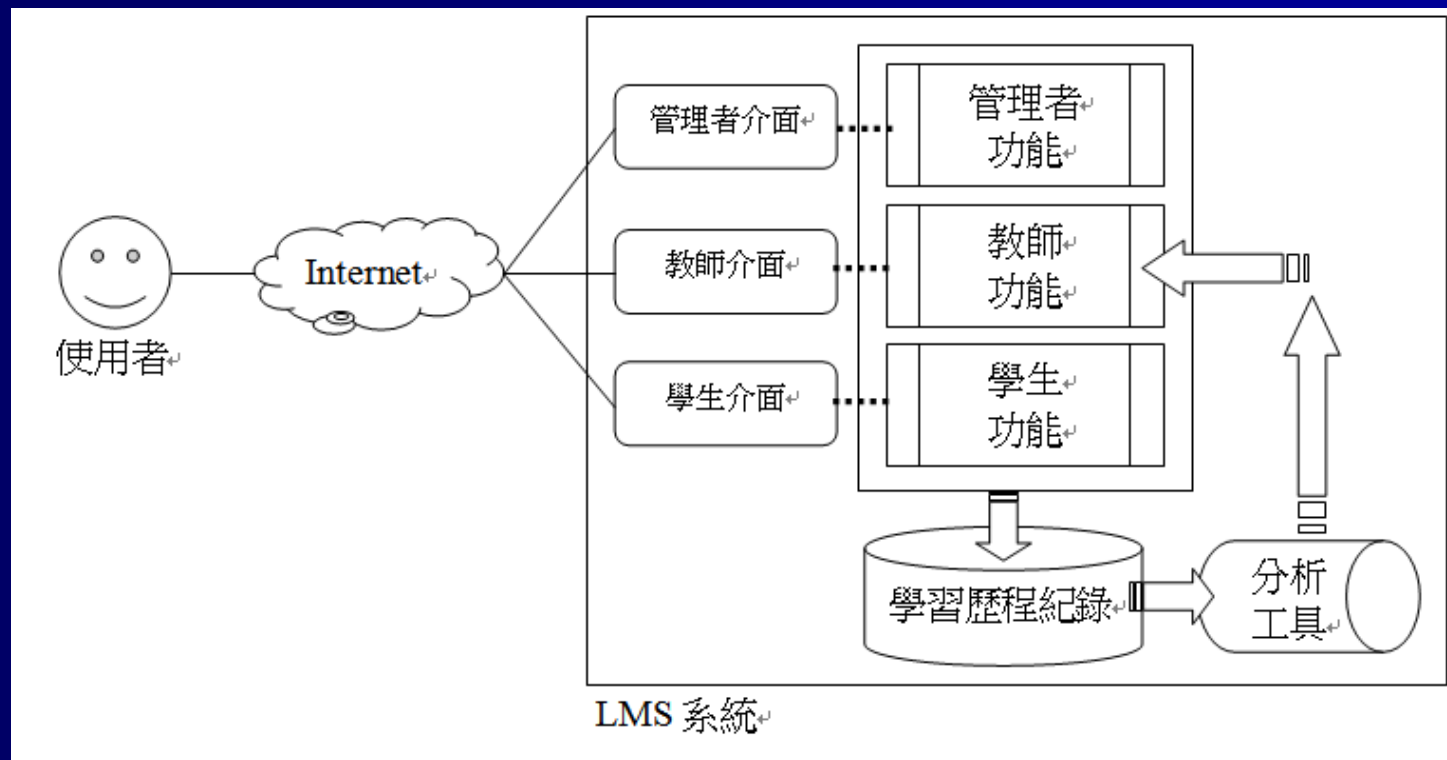 管理者介面
管理者
功能
教師介面
教師
功能
Internet
使用者
學生介面
學生
功能
學習歷程紀錄
分析
工具
LMS 系統